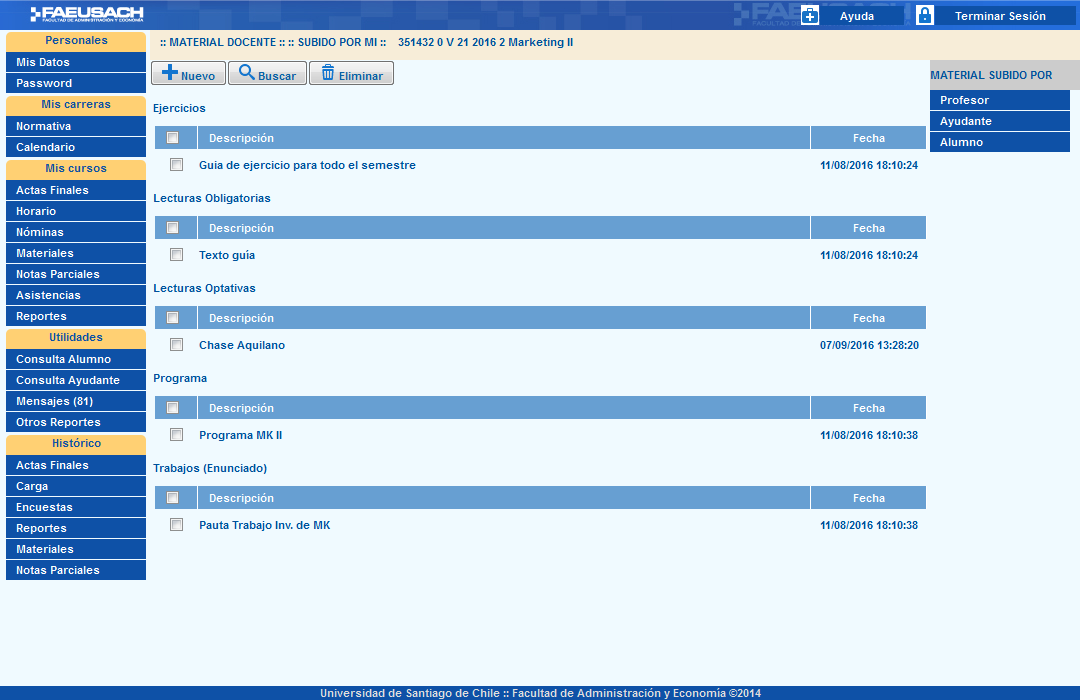 FAEUSACH
FACULTAD DE ADMINISTRACIÓN Y ECONOMÍA
Ayuda
Terminar Sesión
Personales
Mis Datos
Password
Mis carreras
Normativa
Calendario
Mis cursos
Actas Finales
Horario
Nóminas
Materiales
Notas Parciales
Asistencias
Reportes
Utilidades
Consulta Alumno
Consulta Ayudante
Mensajes (81)
Otros Reportes
Histórico
Actas Finales
Carga
Encuestas
Reportes
Materiales
Notas Parciales
:: MATERIAL DOCENTE :: :: SUBIDO POR MI :: 351432 0 V 21 2016 2 Marketing II
Nuevo Buscar Eliminar
Ejercicios
Descripción Fecha
Guia de ejercicio para todo el semestre 11/08/2016 18:10:24
Lecturas Obligatorias
Descripción Fecha
Texto guía 11/08/2016 18:10:24
Lecturas Optativas
Descripción Fecha
Chase Aquilano 07/09/2016 13:28:20
Programa
Descripción Fecha
Programa MK II 11/08/2016 18:10:38
Trabajos (Enunciado)
Descripción Fecha
Pauta Trabajo Inv. de MK 11/08/2016 18:10:38
MATERIAL SUBIDO POR
Profesor
Ayudante
Alumno
Universidad de Santiago de Chile :: Facultad de Administración y Economía ©2014